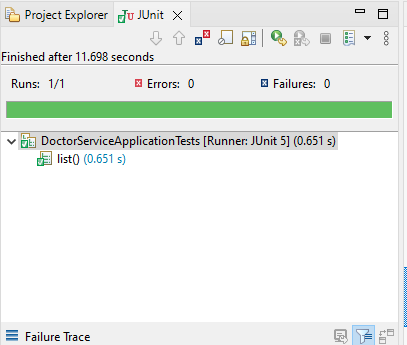 Project Explorer JUnit
Finished after 11.698 seconds
Runs: 1/1 Errors: 0 Failures: 0
DoctorServiceApplicationTests [Runner: JUnit 5] (0.651 s)
list() (0.651 s)
Failure Trace